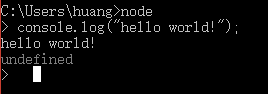 C:\Users\huang>node
> console.log("hello world!");
hello world!
undefined
>